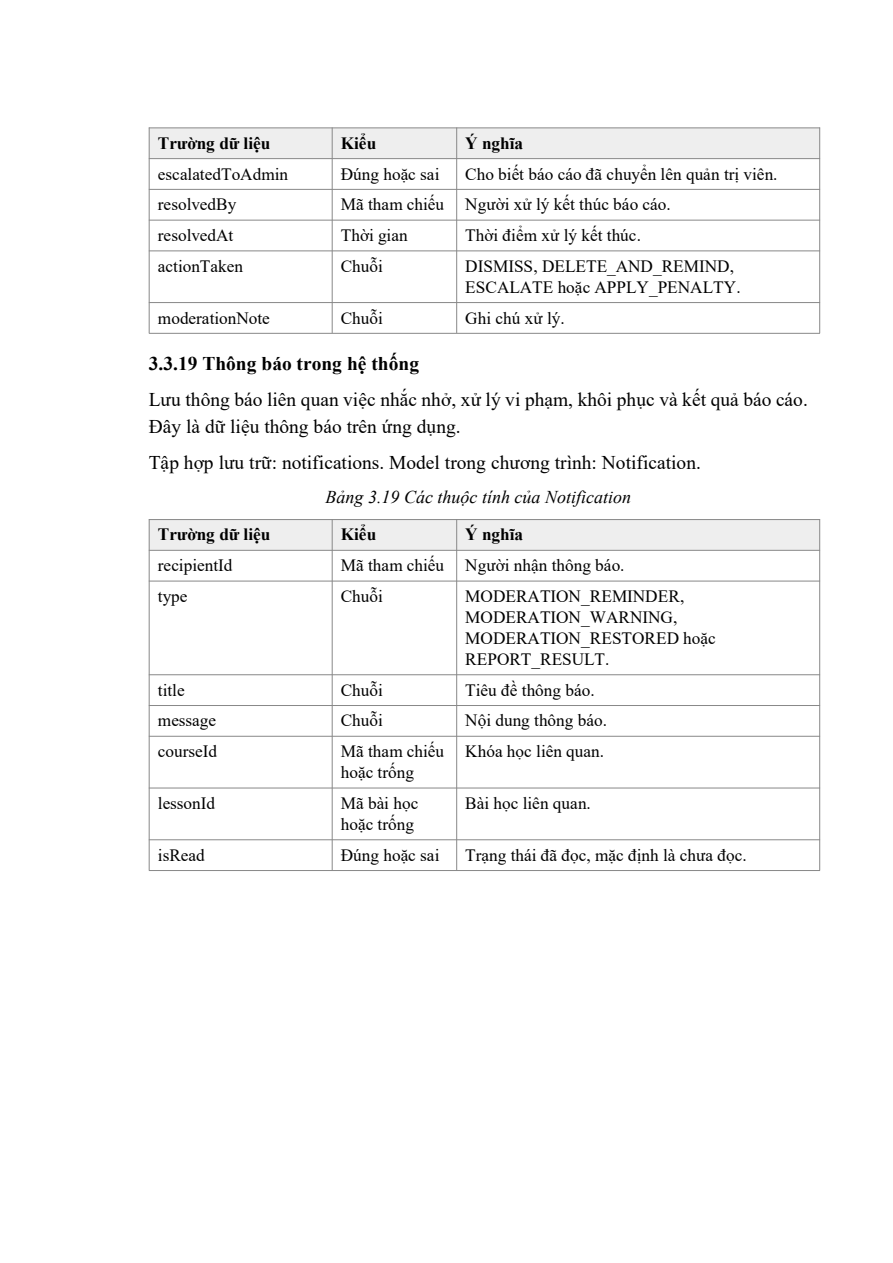 Trường dữ liệu Kiểu Ý nghĩa
escalatedToAdmin Đúng hoặc sai Cho biết báo cáo đã chuyển lên quản trị viên.
resolvedBy Mã tham chiếu Người xử lý kết thúc báo cáo.
resolvedAt Thời gian Thời điểm xử lý kết thúc.
actionTaken Chuỗi DISMISS, DELETE_AND_REMIND,
ESCALATE hoặc APPLY_PENALTY.
moderationNote Chuỗi Ghi chú xử lý.
3.3.19 Thông báo trong hệ thống
Lưu thông báo liên quan việc nhắc nhở, xử lý vi phạm, khôi phục và kết quả báo cáo.
Đây là dữ liệu thông báo trên ứng dụng.
Tập hợp lưu trữ: notifications. Model trong chương trình: Notification.
Bảng 3.19 Các thuộc tính của Notification
Trường dữ liệu Kiểu Ý nghĩa
recipientId Mã tham chiếu Người nhận thông báo.
type Chuỗi MODERATION_REMINDER,
MODERATION_WARNING,
MODERATION_RESTORED hoặc
REPORT_RESULT.
title Chuỗi Tiêu đề thông báo.
message Chuỗi Nội dung thông báo.
courseId Mã tham chiếu Khóa học liên quan.
hoặc trống
lessonId Mã bài học Bài học liên quan.
hoặc trống
isRead Đúng hoặc sai Trạng thái đã đọc, mặc định là chưa đọc.